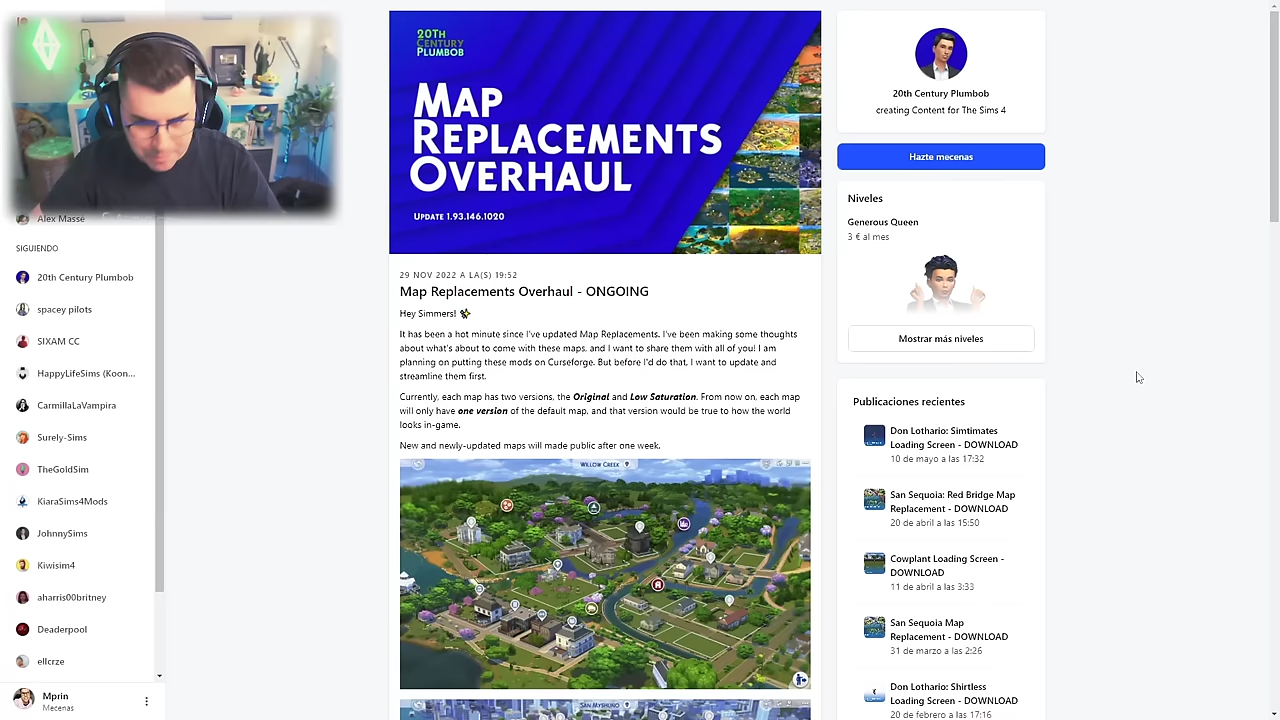 Alex Masse
SIGUIENDO
20th Century Plumbob
spacey pilots
SIXAM CC
HappyLifeSims (Koon...
CarmillaLaVampira
Surely-Sims
TheGoldSim
KiaraSims4Mods
JohnnySims
Kiwisim4
aharris00britney
Deaderpool
ellcrze
Mprin
Mecenas
20TH
CENTURY
PLUMBOB
MAP
REPLACEMENTS
OVERHAUL
UPDATE 1.93.146.1020
29 NOV 2022 A LA(S) 19:52
Map Replacements Overhaul - ONGOING
Hey Simmers!
It has been a hot minute since I've updated Map Replacements. I've been making some thoughts
about what's about to come with these maps, and I want to share them with all of you! I am
planning on putting these mods on Curseforge. But before I'd do that, I want to update and
streamline them first.
Currently, each map has two versions, the Original and Low Saturation. From now on, each map
will only have one version of the default map, and that version would be true to how the world
looks in-game.
New and newly-updated maps will made public after one week.
WILLOW CREEK
SAN MYSHUNO
20th Century Plumbob
creating Content for The Sims 4
Hazte mecenas
Niveles
Generous Queen
3 € al mes
Mostrar más niveles
Publicaciones recientes
Don Lothario: Simtimates
Loading Screen - DOWNLOAD
10 de mayo a las 17:32
San Sequoia: Red Bridge Map
Replacement - DOWNLOAD
20 de abril a las 15:50
Cowplant Loading Screen -
DOWNLOAD
11 de abril a las 3:33
San Sequoia Map
Replacement - DOWNLOAD
31 de marzo a las 2:26
Don Lothario: Shirtless
Loading Screen - DOWNLOAD
20 de febrero a las 17:16